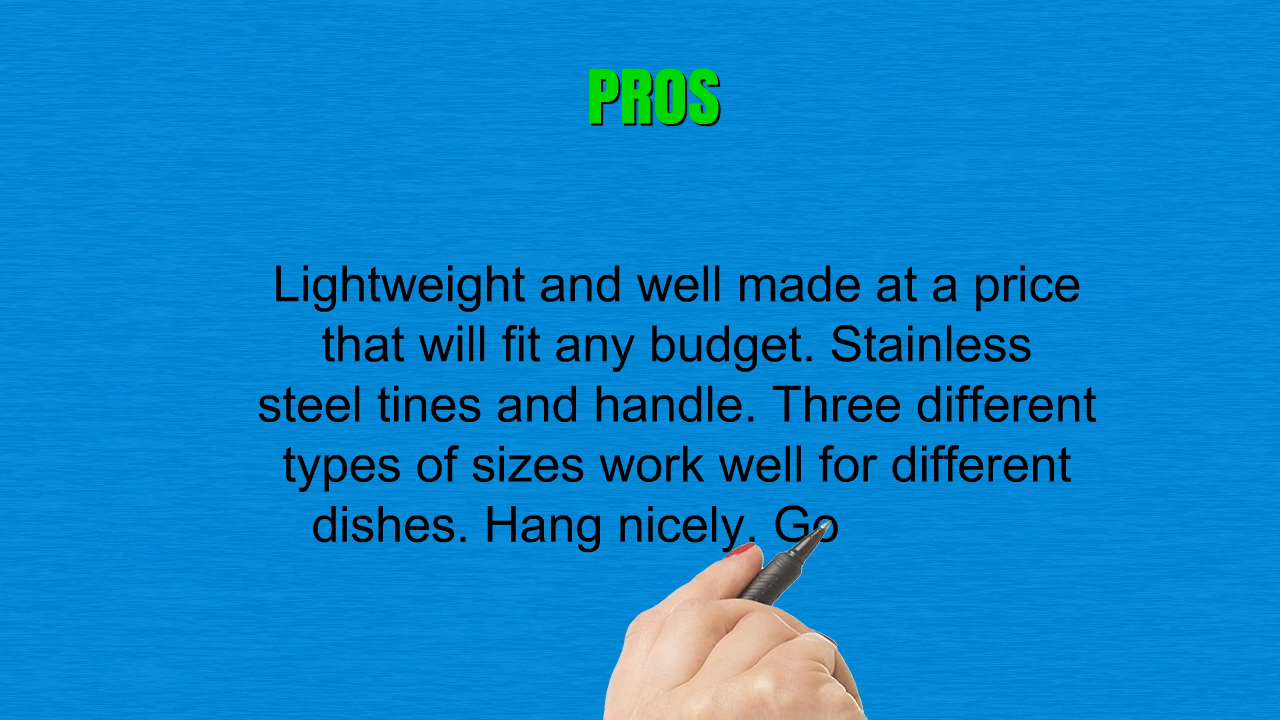 PROS
Lightweight and well made at a price
that will fit any budget. Stainless
steel tines and handle. Three different
types of sizes work well for different
dishes. Hang nicely. Go